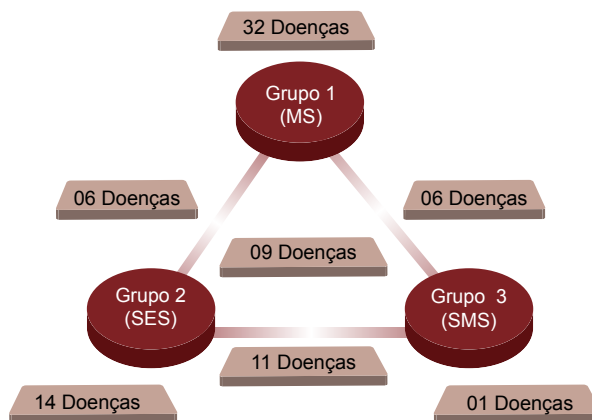 32 Doenças
Grupo 1
(MS)
06 Doenças
06 Doenças
09 Doenças
Grupo 2
(SES)
Grupo 3
(SMS)
11 Doenças
14 Doenças
01 Doenças